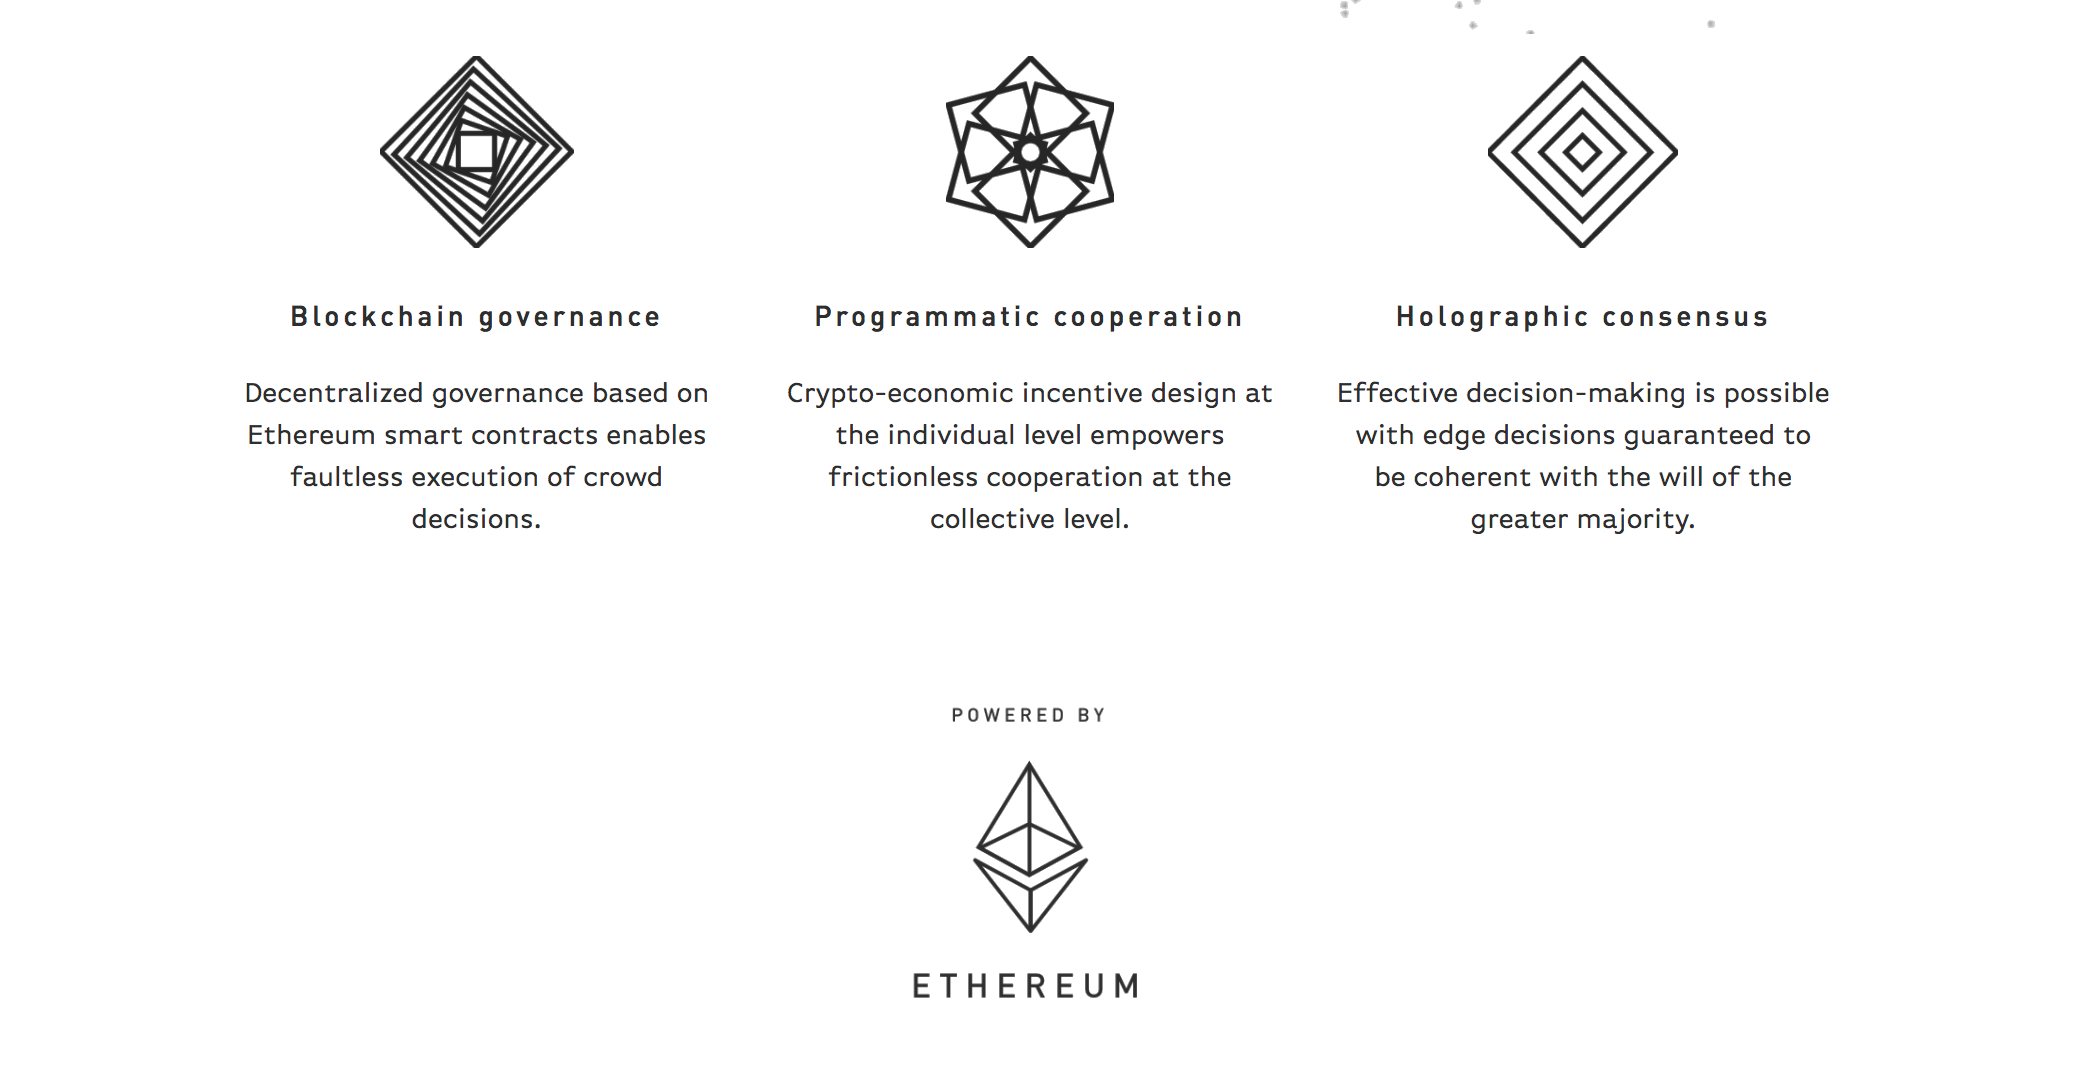 Blockchain governance
Decentralized governance based on
Ethereum smart contracts enables
faultless execution of crowd
decisions.
Programmatic cooperation
Crypto-economic incentive design at
the individual level empowers
frictionless cooperation at the
collective level.
Holographic consensus
Effective decision-making is possible
with edge decisions guaranteed to
be coherent with the will of the
greater majority.
POWERED BY
ETHEREUM